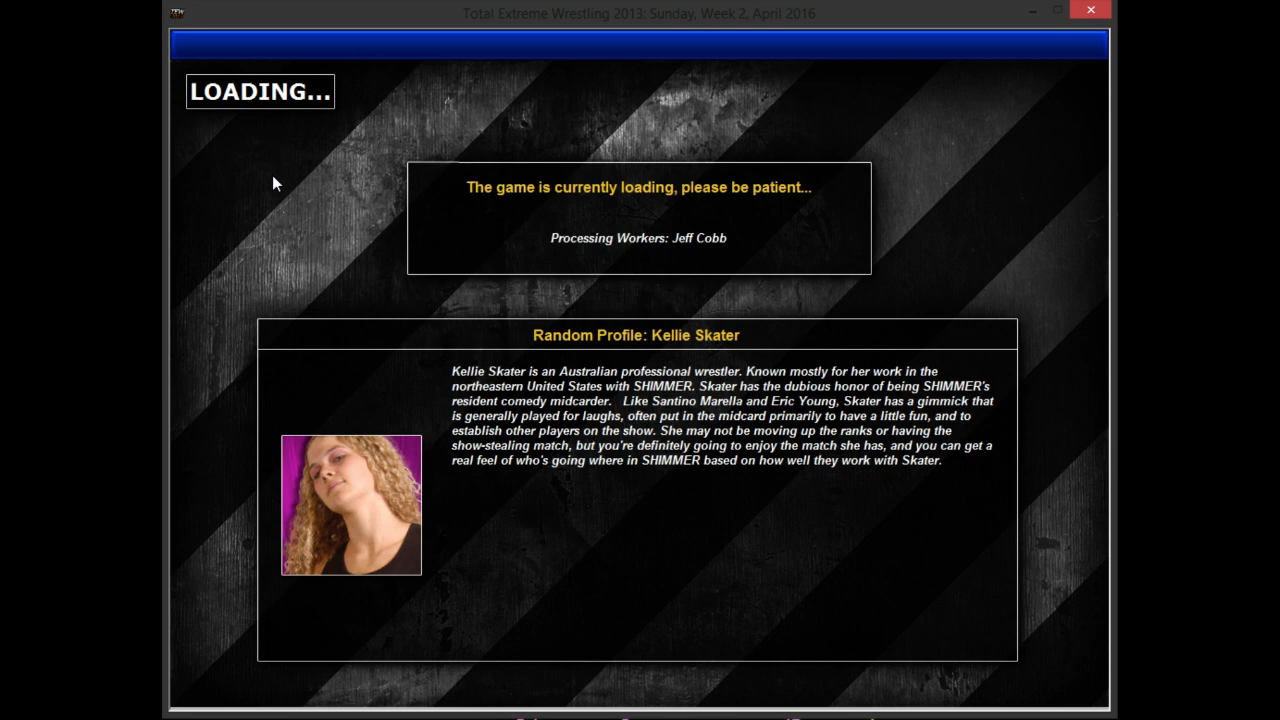 Total Extreme Wrestling 2013: Sunday, Week 2, April 2016
LOADING...
The game is currently loading, please be patient...
Processing Workers: Jeff Cobb
Random Profile: Kellie Skater
Kellie Skater is an Australian professional wrestler. Known mostly for her work in the
northeastern United States with SHIMMER. Skater has the dubious honor of being SHIMMER's
resident comedy midcarder.   Like Santino Marella and Eric Young, Skater has a gimmick that
is generally played for laughs, often put in the midcard primarily to have a little fun, and to
establish other players on the show. She may not be moving up the ranks or having the
show-stealing match, but you're definitely going to enjoy the match she has, and you can get a
real feel of who's going where in SHIMMER based on how well they work with Skater.